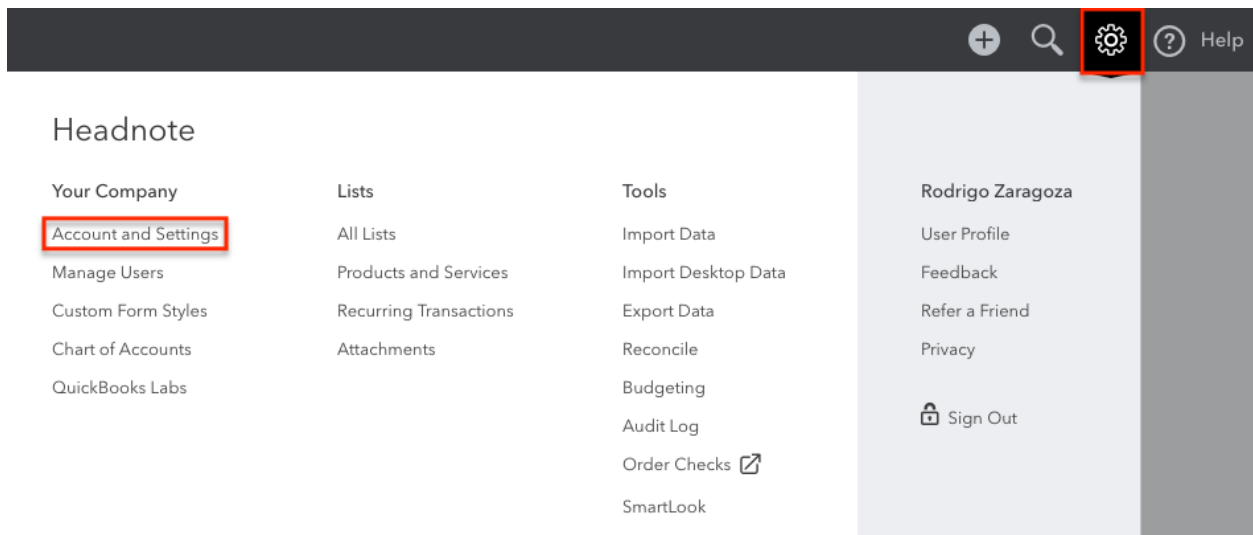 Help
Headnote
Your Company
Account and Settings
Manage Users
Custom Form Styles
Chart of Accounts
QuickBooks Labs
Lists
All Lists
Products and Services
Recurring Transactions
Attachments
Tools
Import Data
Import Desktop Data
Export Data
Reconcile
Budgeting
Audit Log
Order Checks
SmartLook
Rodrigo Zaragoza
User Profile
Feedback
Refer a Friend
Privacy
Sign Out